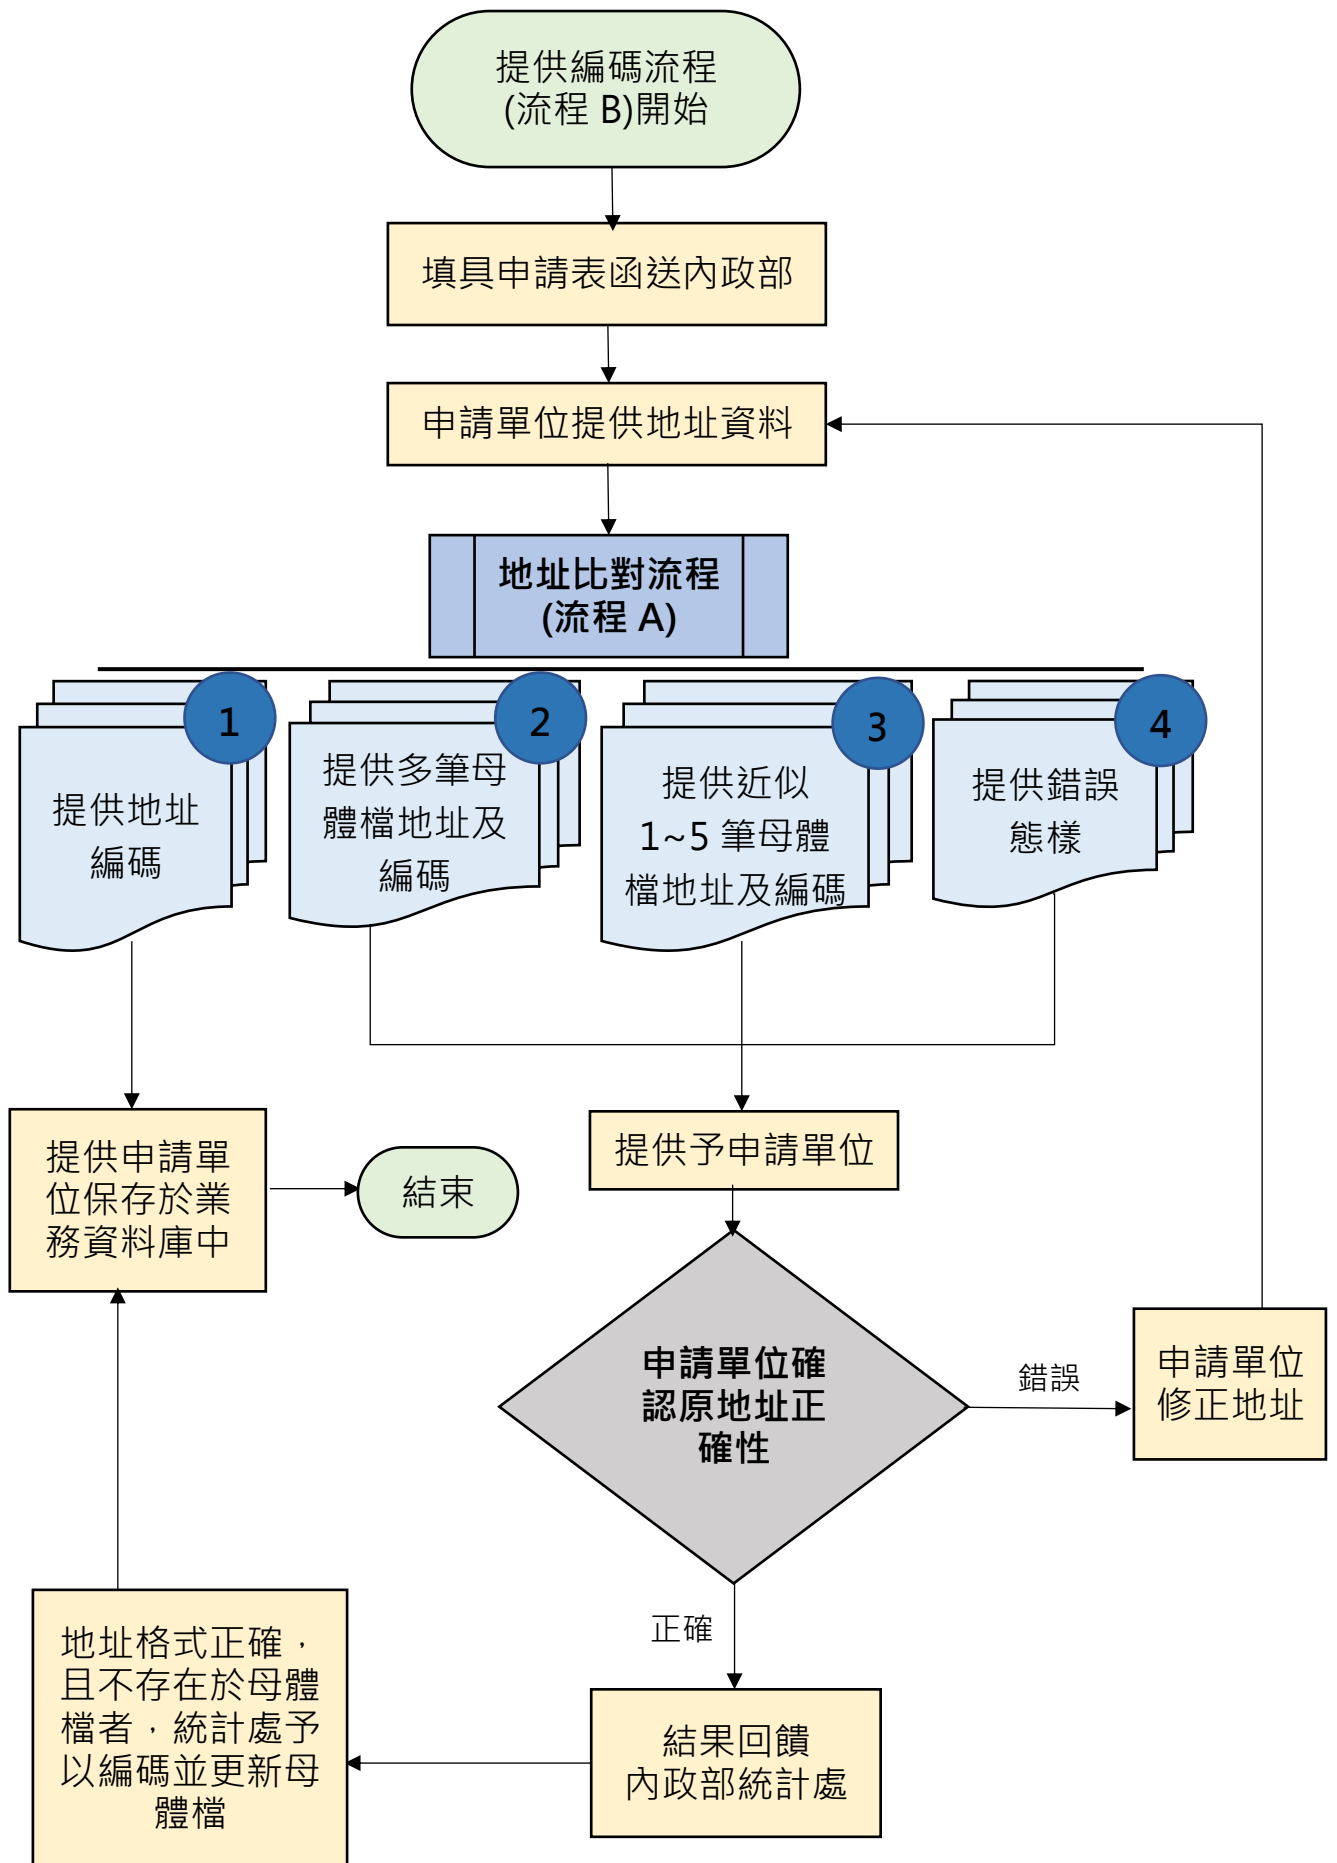 提供編碼流程
(流程 B)開始
填具申請表函送內政部
申請單位提供地址資料
地址比對流程
(流程 A)
1
提供地址
編碼
2
提供多筆母
體檔地址及
編碼
3
提供近似
1~5 筆母體
檔地址及編碼
4
提供錯誤
態樣
提供申請單
位保存於業
務資料庫中
結束
提供予申請單位
申請單位確
認原地址正
確性
錯誤
申請單位
修正地址
正確
結果回饋
內政部統計處
地址格式正確，
且不存在於母體
檔者，統計處予
以編碼並更新母
體檔